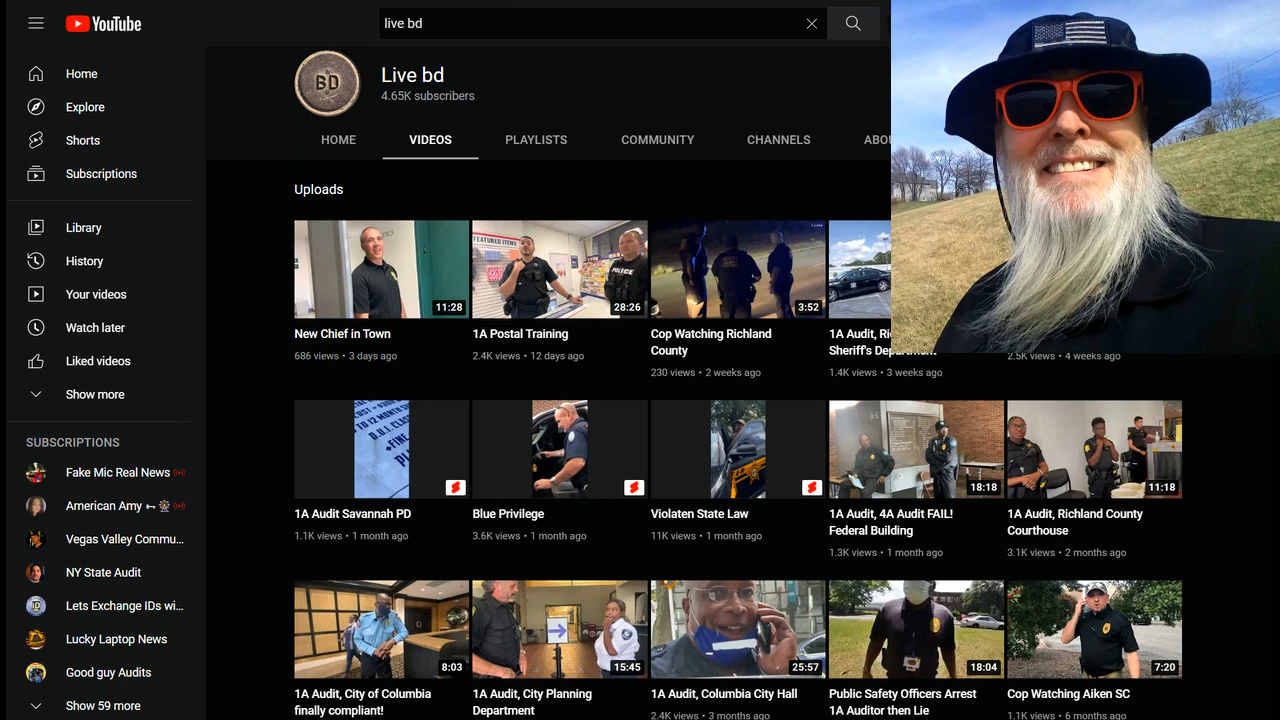 YouTube
live bd
Home
Explore
Shorts
Subscriptions
Library
History
Your videos
Watch later
Liked videos
Show more
SUBSCRIPTIONS
Fake Mic Real News
American Amy
Vegas Valley Commu...
NY State Audit
Lets Exchange IDs wi...
Lucky Laptop News
Good guy Audits
Show 59 more
BD
Live bd
4.65K subscribers
HOME VIDEOS PLAYLISTS COMMUNITY CHANNELS ABOU
Uploads
FEATURED ITEMS
POLICE
11:28 28:26 3:52
New Chief in Town
686 views • 3 days ago
1A Postal Training
2.4K views • 12 days ago
Cop Watching Richland
County
230 views • 2 weeks ago
1A Audit, Ri
Sheriff's
1.4K views • 3 weeks ago
2.5K views • 4 weeks ago
18:18 11:18
1A Audit Savannah PD
1.1K views • 1 month ago
Blue Privilege
3.6K views • 1 month ago
Violaten State Law
11K views • 1 month ago
1A Audit, 4A Audit FAIL!
Federal Building
1.3K views • 1 month ago
1A Audit, Richland County
Courthouse
3.1K views • 2 months ago
8:03 15:45 25:57 18:04 7:20
1A Audit, City of Columbia
finally compliant!
1A Audit, City Planning
Department
1A Audit, Columbia City Hall
2.4K views • 3 months ago
Public Safety Officers Arrest
1A Auditor then Lie
Cop Watching Aiken SC
1.1K views • 6 months ago